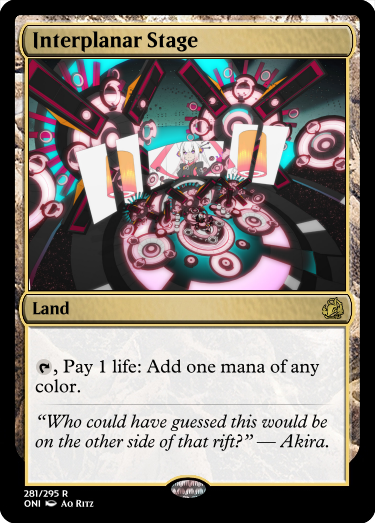 Interplanar Stage
Land
, Pay 1 life: Add one mana of any
color.
“Who could have guessed this would be
on the other side of that rift?” — Akira.
281/295 R
ONI Ao Ritz